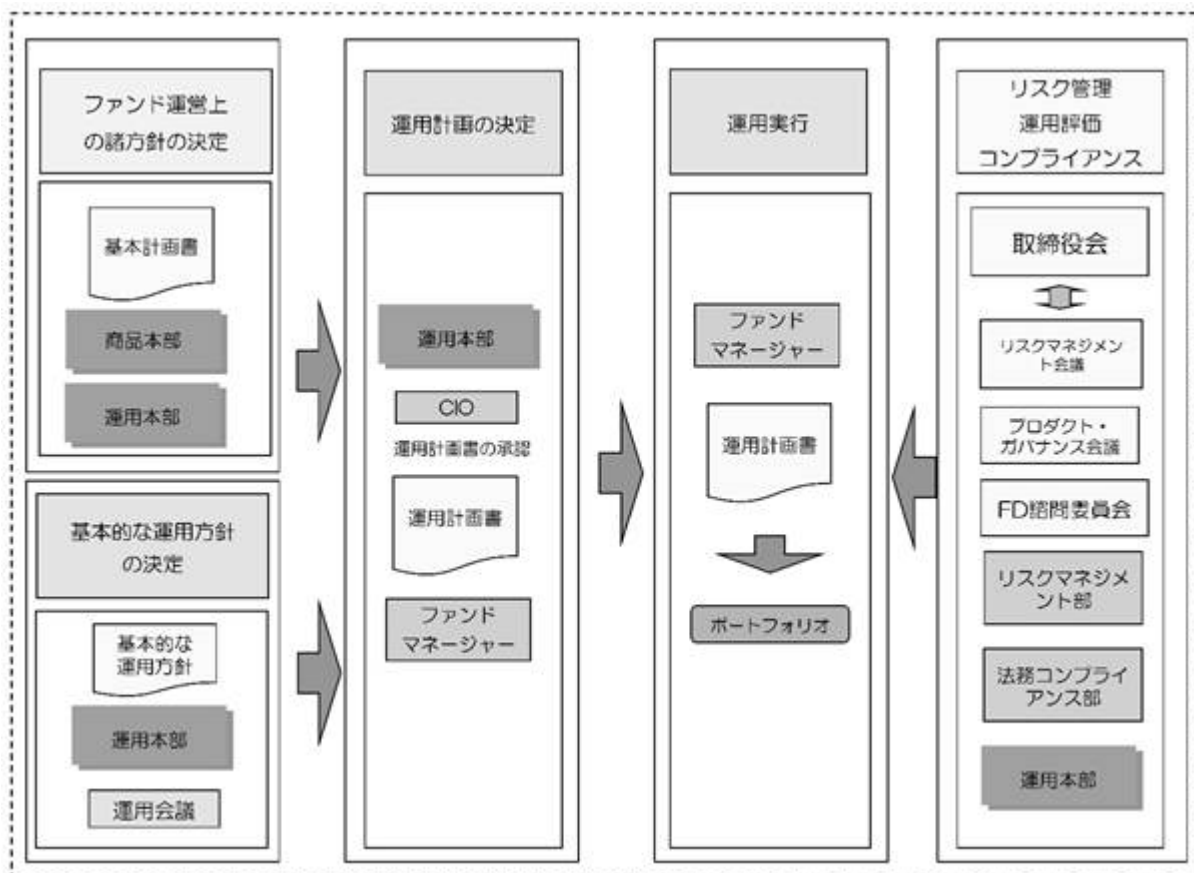 ファンド運営上
の諸方針の決定
基本計画書
商品本部
運用本部
基本的な運用方針
の決定
基本的な
運用方針
運用本部
運用会議
運用計画の決定
運用本部
CIO
運用計画書の承認
運用計画書
ファンド
マネージャー
運用実行
ファンド
マネージャー
運用計画書
ポートフォリオ
リスク管理
運用評価
コンプライアンス
取締役会
リスクマネジメン
ト会議
プロダクト・
ガバナンス会議
FD諮問委員会
リスクマネジメ
ント部
法務コンプライ
アンス部
運用本部